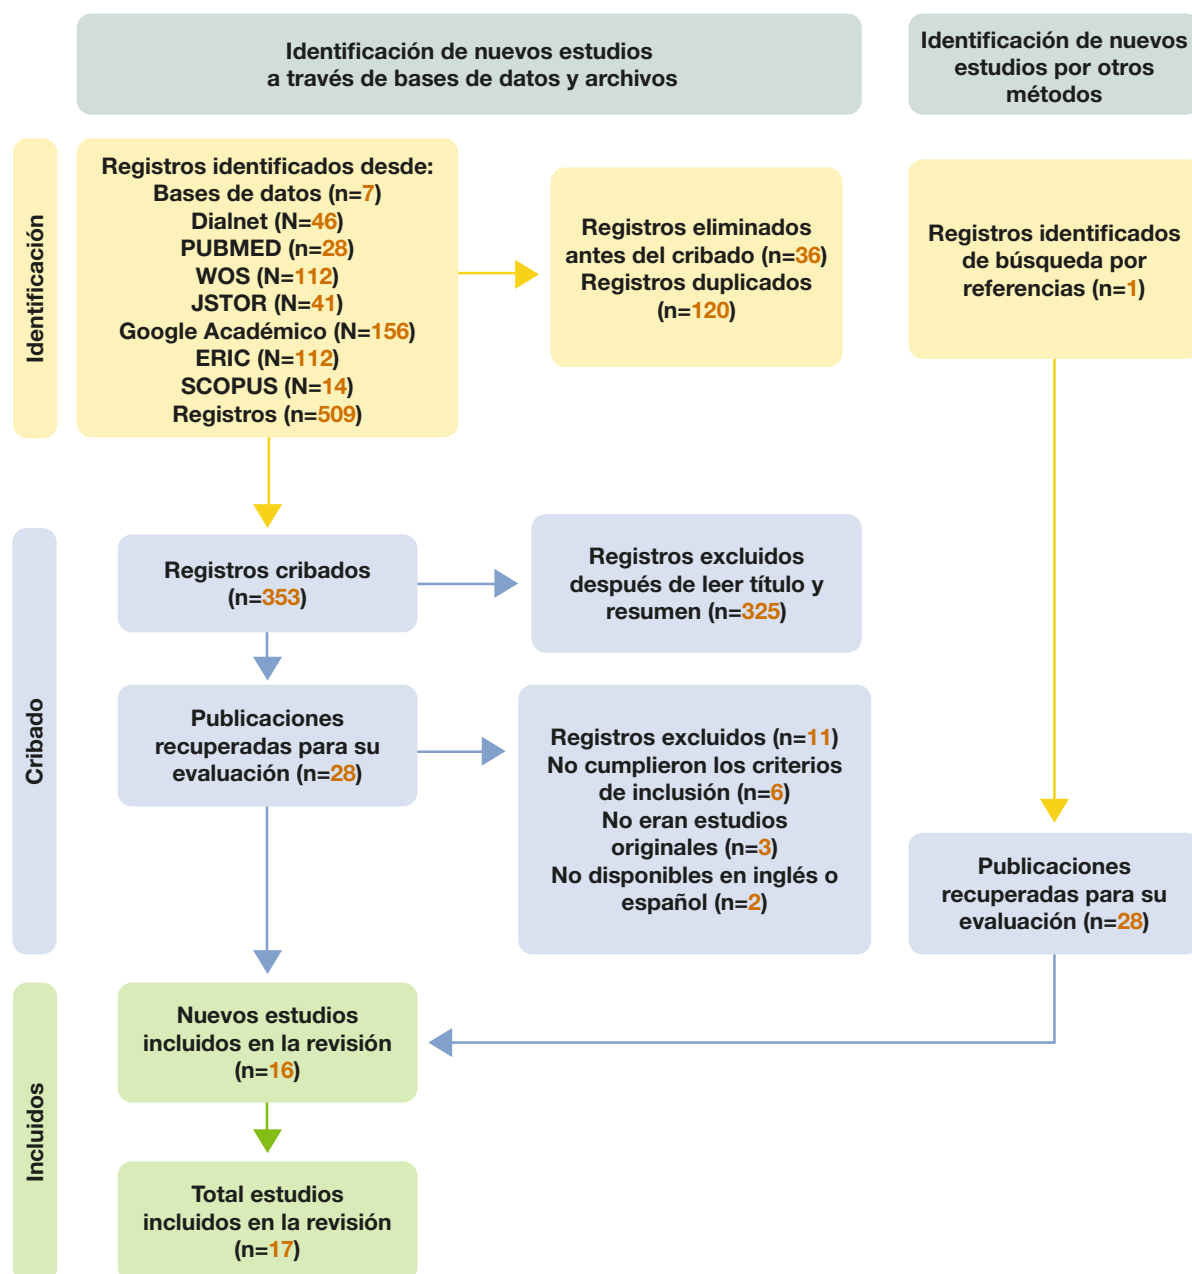 Identificación de nuevos estudios
a través de bases de datos y archivos
Identificación de nuevos
estudios por otros
métodos
Identificación
Registros identificados desde:
Bases de datos (n=7)
Dialnet (N=46)
PUBMED (n=28)
WOS (N=112)
JSTOR (N=41)
Google Académico (N=156)
ERIC (N=112)
SCOPUS (N=14)
Registros (n=509)
Registros eliminados
antes del cribado (n=36)
Registros duplicados
(n=120)
Registros identificados
de búsqueda por
referencias (n=1)
Cribado
Registros cribados
(n=353)
Registros excluidos
después de leer título y
resumen (n=325)
Publicaciones
recuperadas para su
evaluación (n=28)
Registros excluidos (n=11)
No cumplieron los criterios
de inclusión (n=6)
No eran estudios
originales (n=3)
No disponibles en inglés o
español (n=2)
Publicaciones
recuperadas para su
evaluación (n=28)
Incluidos
Nuevos estudios
incluidos en la revisión
(n=16)
Total estudios
incluidos en la revisión
(n=17)